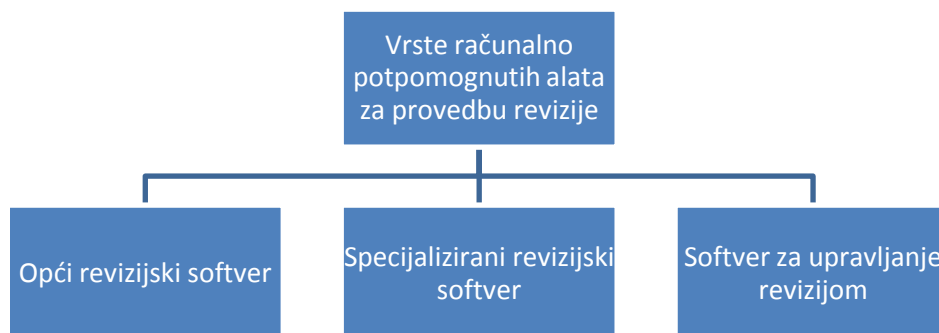 Vrste računalno
potpomognutih alata
za provedbu revizije
Opći revizijski softver
Specijalizirani revizijski
softver
Softver za upravljanje
revizijom